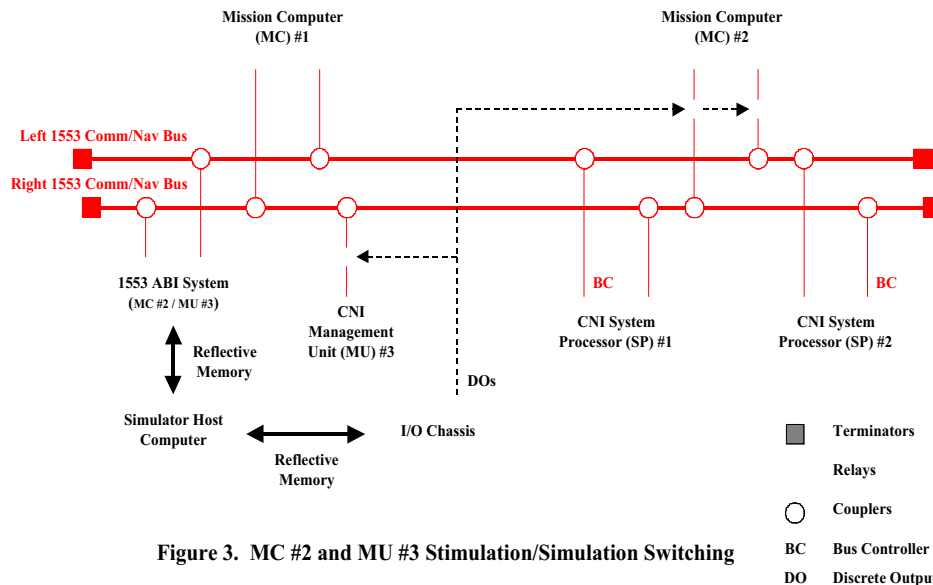 Mission Computer
(MC) #1
Mission Computer
(MC) #2
Left 1553 Comm/Nav Bus
Right 1553 Comm/Nav Bus
1553 ABI System
(MC #2 / MU #3)
CNI
Management
Unit (MU) #3
BC
CNI System
Processor (SP) #1
BC
CNI System
Processor (SP) #2
Reflective
Memory
DOs
Simulator Host
Computer
I/O Chassis
Reflective
Memory
Terminators
Relays
Couplers
BC Bus Controller
DO Discrete Outpu
Figure 3. MC #2 and MU #3 Stimulation/Simulation Switching